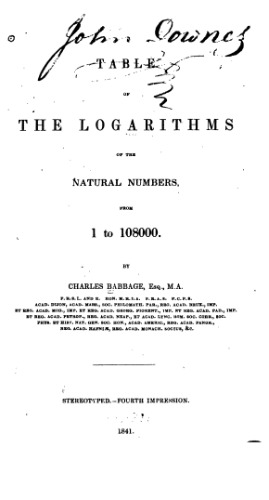 John Downes
TABLE
OF
THE LOGARITHMS
OF THE
NATURAL NUMBERS,
FROM
1 to 108000.
BY
CHARLES BABBAGE, Esq., M.A.
F.R.S.L. AND E. HON. M.R.I.A. F.R.A.S. F.C.P.S.
ACAD. DIJON, ACAD. MASS., SOC. PHILOMATH. PAR., REG. ACAD. BRUX., IMP.
ET REG. ACAD. MOD., IMP. ET REG. ACAD. GEORG. FIORENT., IMP. ET REG. ACAD. PAD., IMP.
ET REG. ACAD. PETROP., REG. ACAD. NEAP., ET ACAD. LYNC. ROM. SOC. CORR., SOC.
PHYS. ET HIST. NAT. GEN. SOC. HON., ACAD. AMERIC., REG. ACAD. PANOR.,
REG. ACAD. HAFNIÆ, REG. ACAD. MONACH. SOCIUS, &c.
STEREOTYPED.—FOURTH IMPRESSION.
1841.